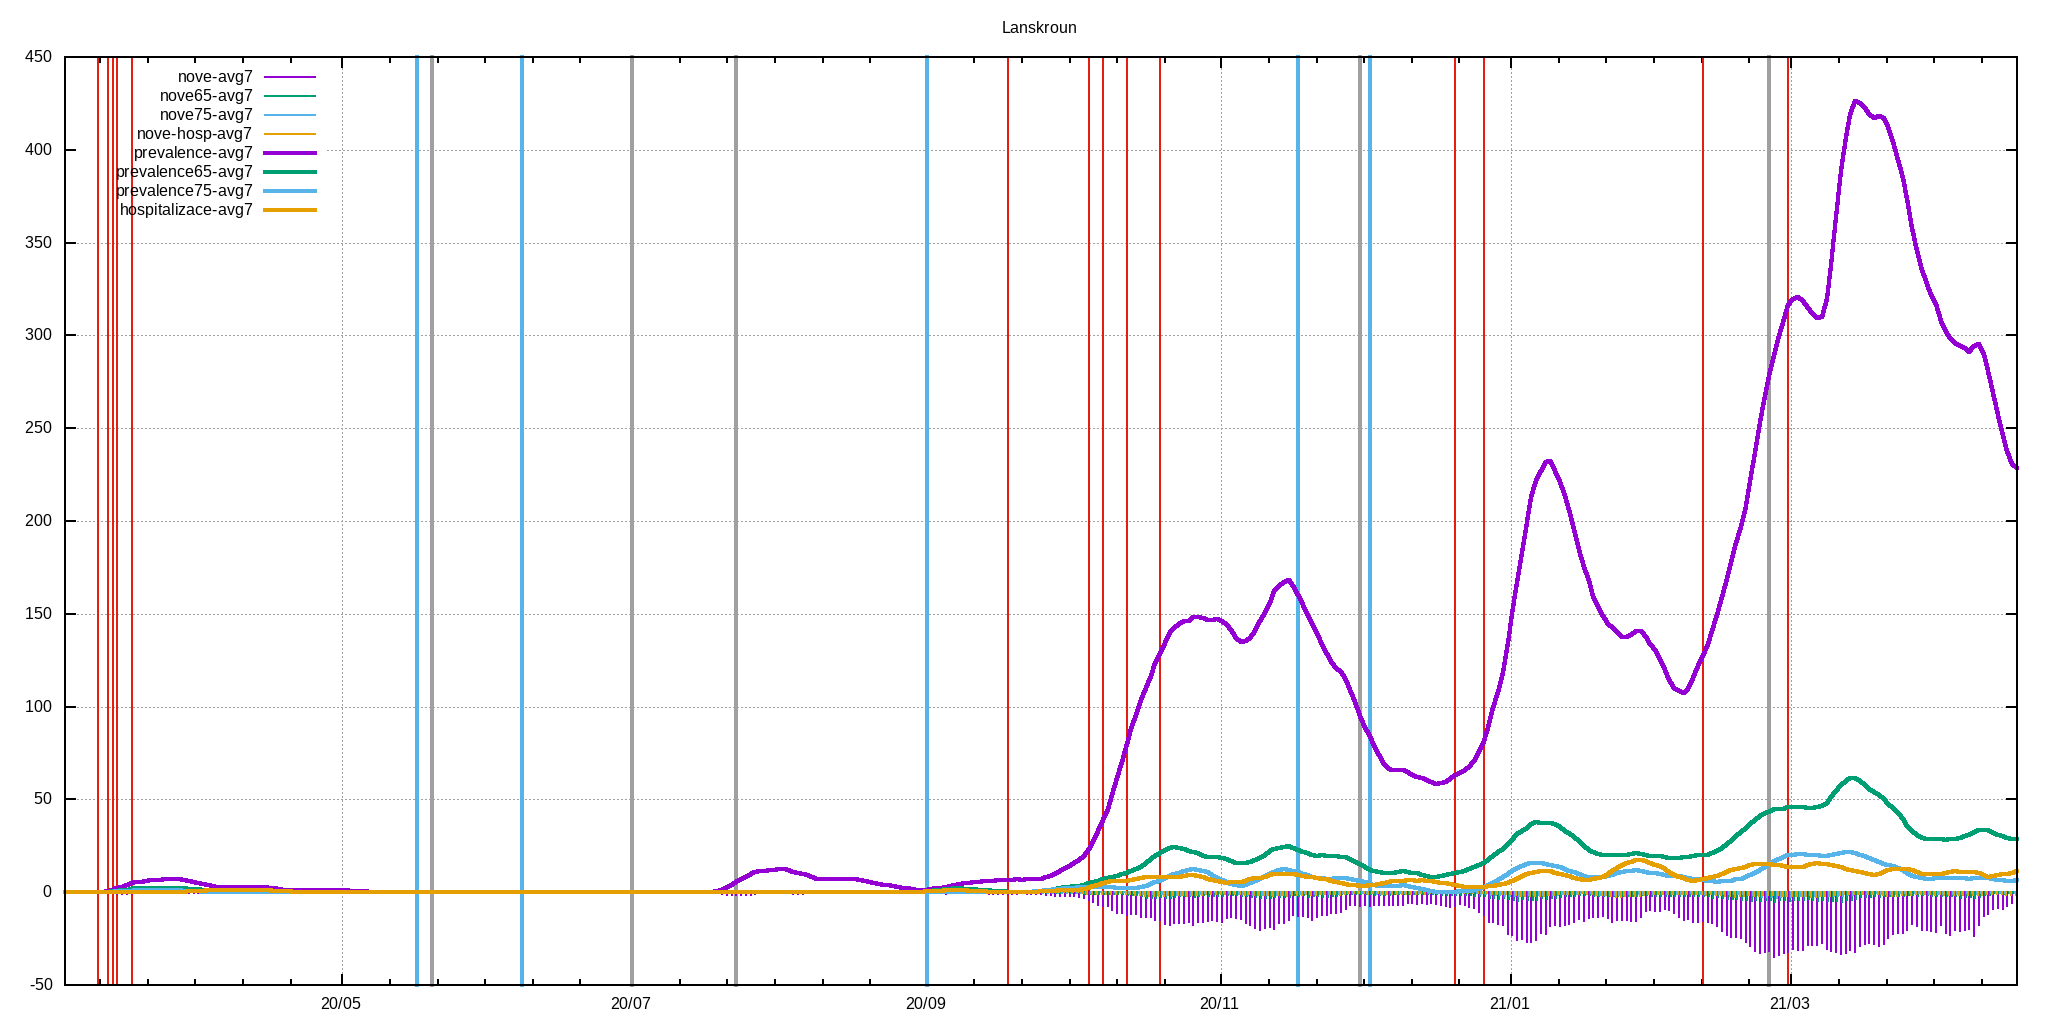 Lanskroun
450
400
350
300
250
200
150
100
50
0
-50
nove-avg7
nove65-avg7
nove75-avg7
nove-hosp-avg7
prevalence-avg7
prevalence65-avg7
prevalence75-avg7
hospitalizace-avg7
20/05 20/07 20/09 20/11 21/01 21/03